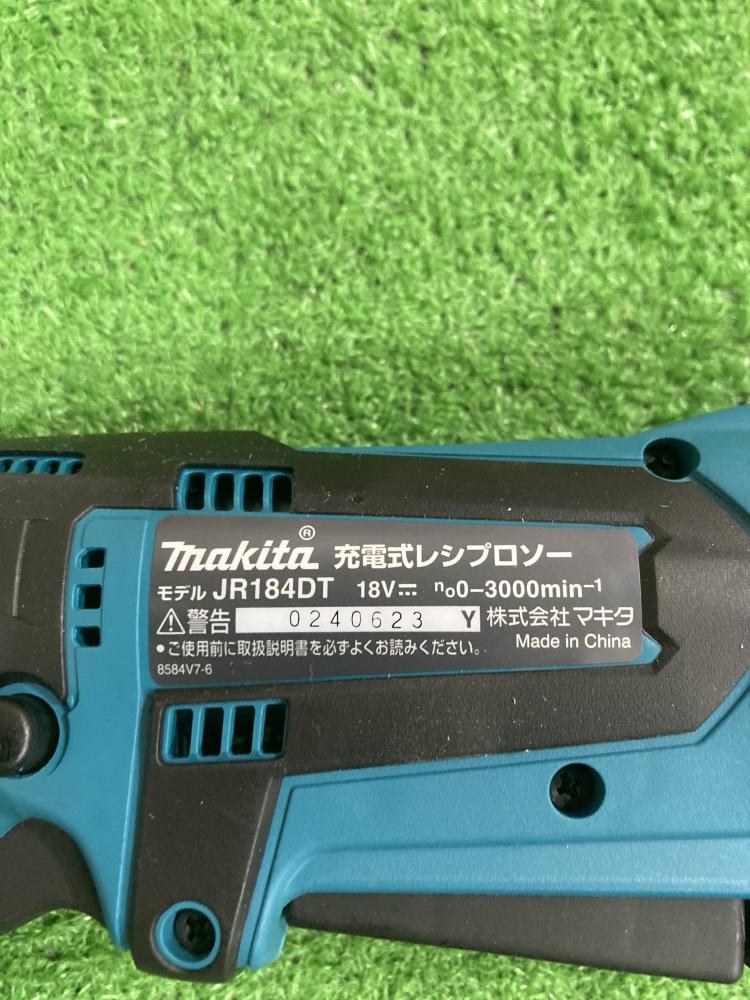 makita® 充電式レシプロソー
モデル JR184DT 18V⎓ n₀0-3000min⁻¹
⚠警告 0240623 Y 株式会社 マキタ
•ご使用前に取扱説明書を必ずよくお読みください。 Made in China
8584V7-6